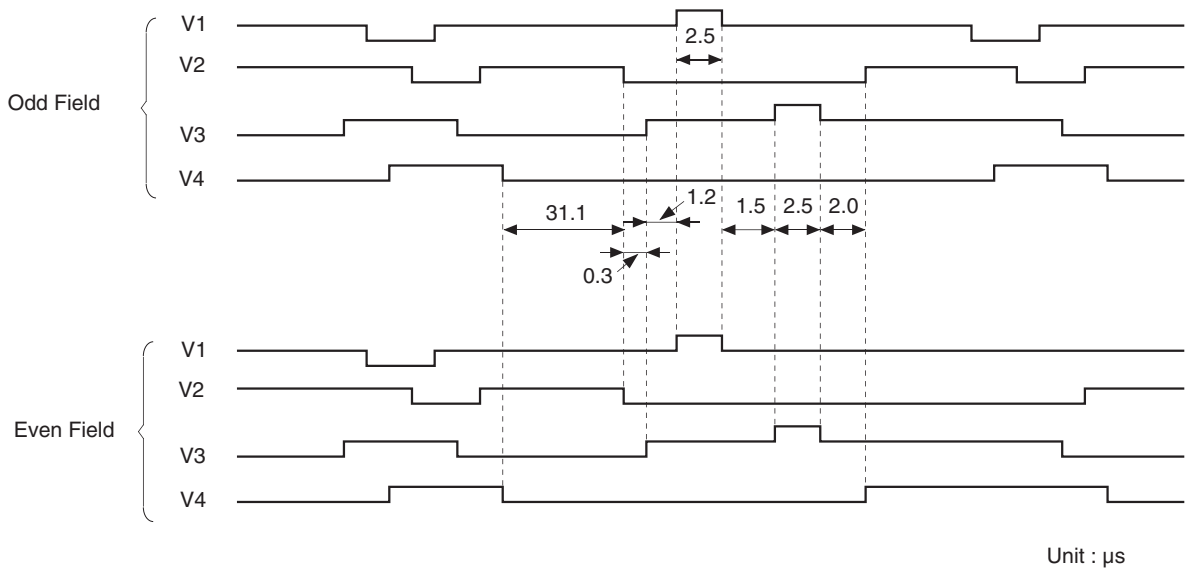 Odd Field
V1
2.5
V2
V3
V4
31.1
1.2
1.5
2.5
2.0
0.3
Even Field
V1
V2
V3
V4
Unit : μs